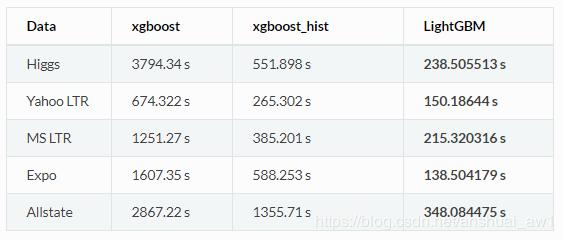 Data xgboost xgboost_hist LightGBM
Higgs 3794.34 s 551.898 s 238.505513 s
Yahoo LTR 674.322 s 265.302 s 150.18644 s
MS LTR 1251.27 s 385.201 s 215.320316 s
Expo 1607.35 s 588.253 s 138.504179 s
Allstate 2867.22 s 1355.71 s 348.084475 s
https://blog.csdn.net/anshuai_aw1